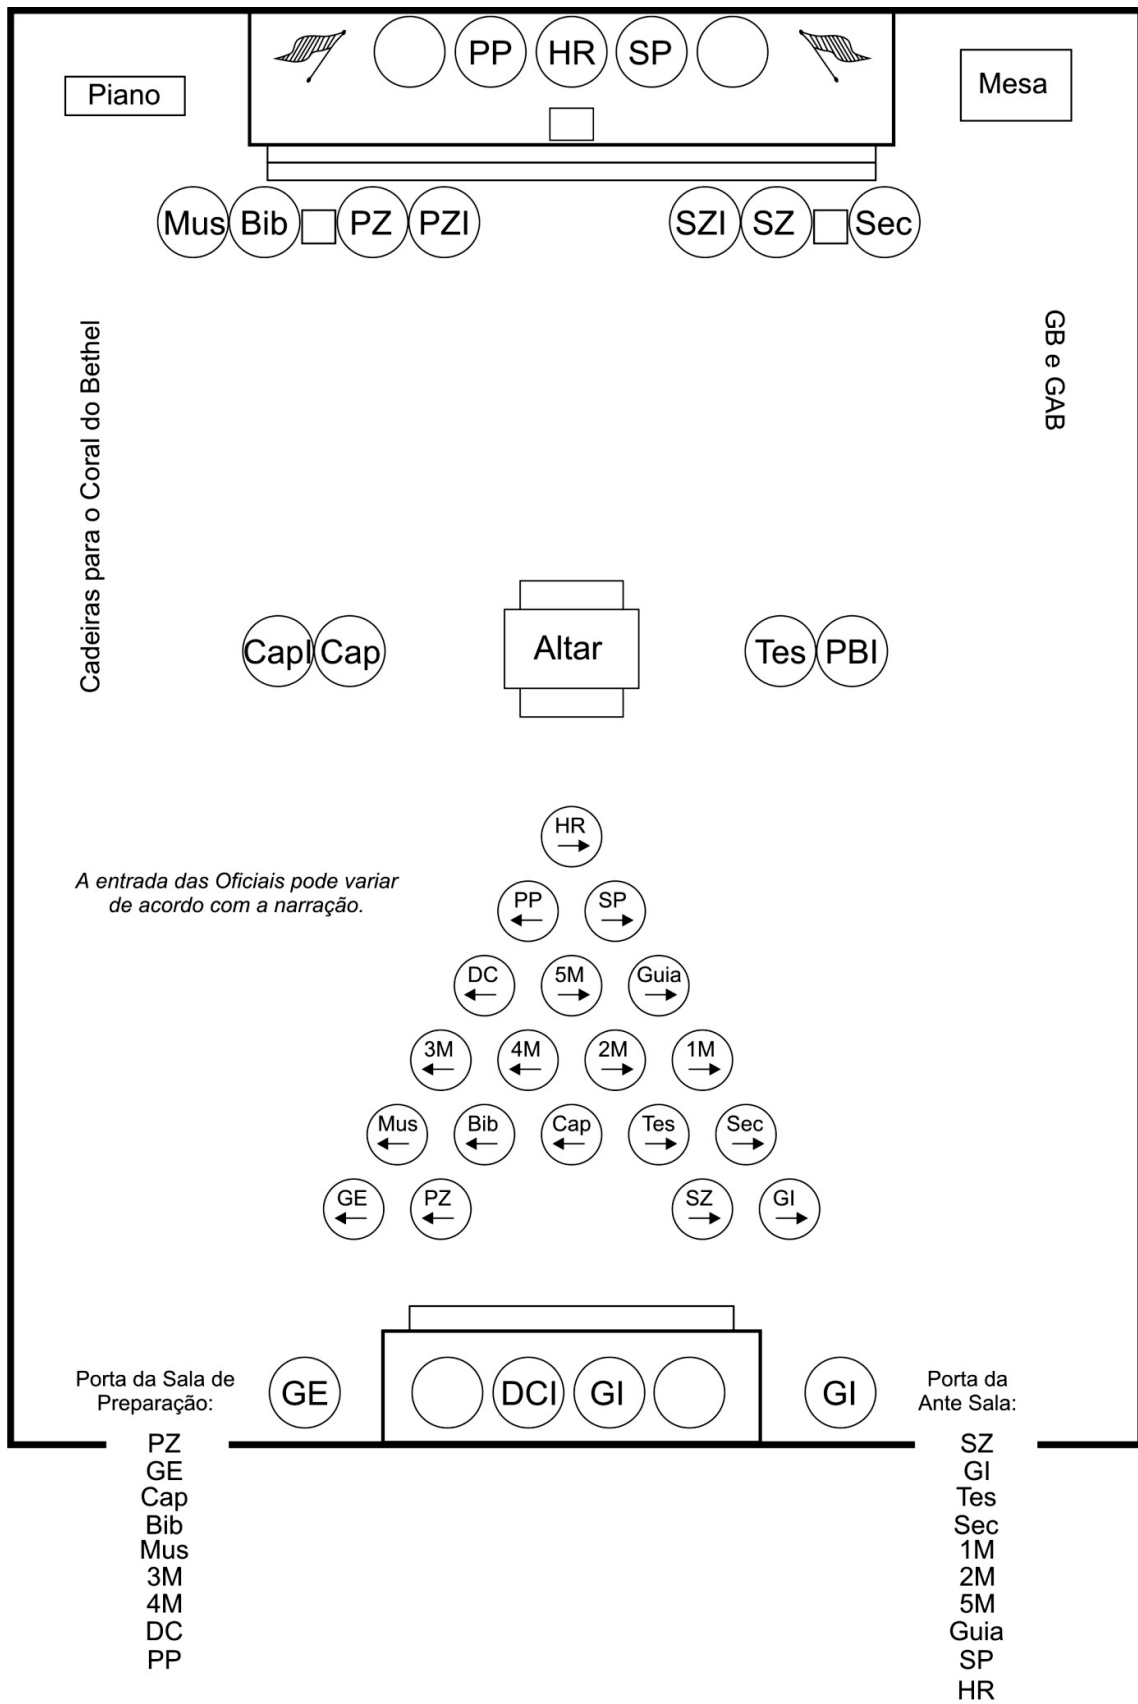 PP HR SP
Piano
Mesa
Mus Bib PZ PZI SZI SZ Sec
Cadeiras para o Coral do Bethel
GB e GAB
CapI Cap Altar Tes PBI
HR
A entrada das Oficiais pode variar
de acordo com a narração.
PP SP
DC 5M Guia
3M 4M 2M 1M
Mus Bib Cap Tes Sec
GE PZ SZ GI
GE DCI GI GI
Porta da Sala de
Preparação:
PZ
GE
Cap
Bib
Mus
3M
4M
DC
PP
Porta da
Ante Sala:
SZ
GI
Tes
Sec
1M
2M
5M
Guia
SP
HR